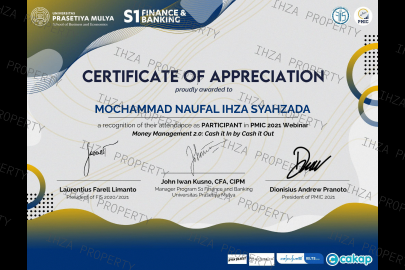 UNIVERSITAS
PRASETIYA MULYA
School of Business and Economics
S1 FINANCE &
BANKING
PMIC
CERTIFICATE OF APPRECIATION
proudly awarded to
MOCHAMMAD NAUFAL IHZA SYAHZADA
a recognition of their attendance as PARTICIPANT in PMIC 2021 Webinar
Money Management 2.0: Cash it In by Cash it Out
Laurentius Farell Limanto
President of FIS 2020/2021
John Iwan Kusno, CFA, CIPM
Manager Program S1 Finance and Banking
Universitas Prasetiya Mulya
Dionisius Andrew Pranoto
President of PMIC 2021
cakap
IHZA PROPERTY